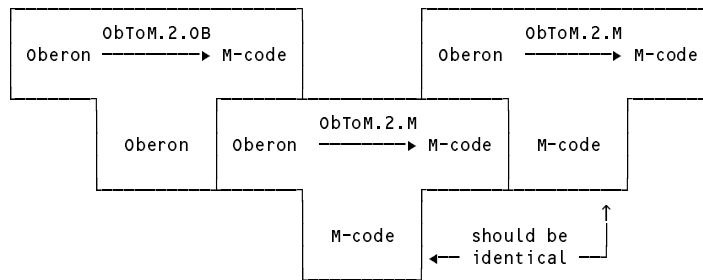 ObToM.2.OB
Oberon M-code
ObToM.2.M
Oberon M-code
Oberon
ObToM.2.M
Oberon M-code
M-code
M-code
should be
identical